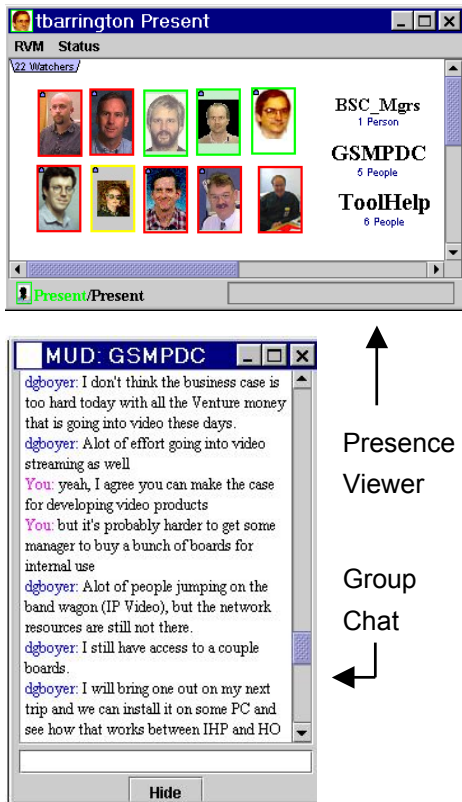 tbarrington Present
RVM Status
22 Watchers
BSC_Mgrs
1 Person
GSMPDC
5 People
ToolHelp
6 People
Present/Present
MUD: GSMPDC
dgboyer: I don't think the business case is
too hard today with all the Venture money
that is going into video these days.
dgboyer: Alot of effort going into video
streaming as well
You: yeah, I agree you can make the case
for developing video products
You: but it's probably harder to get some
manager to buy a bunch of boards for
internal use
dgboyer: Alot of people jumping on the
band wagon (IP Video), but the network
resources are still not there.
dgboyer: I still have access to a couple
boards.
dgboyer: I will bring one out on my next
trip and we can install it on some PC and
see how that works between IHP and HO
Hide
Presence
Viewer
Group
Chat